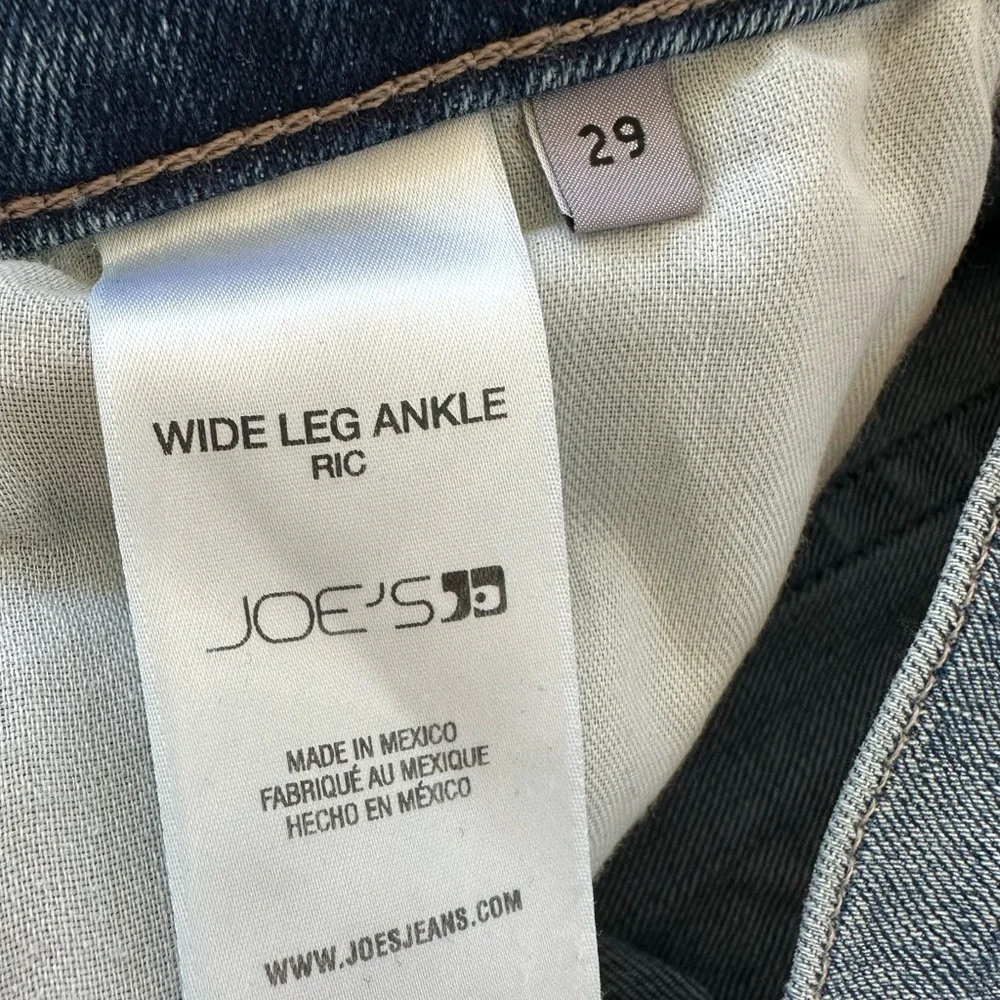 29
WIDE LEG ANKLE
RIC
JOE'S
MADE IN MEXICO
FABRIQUÉ AU MEXIQUE
HECHO EN MÉXICO
WWW.JOESJEANS.COM